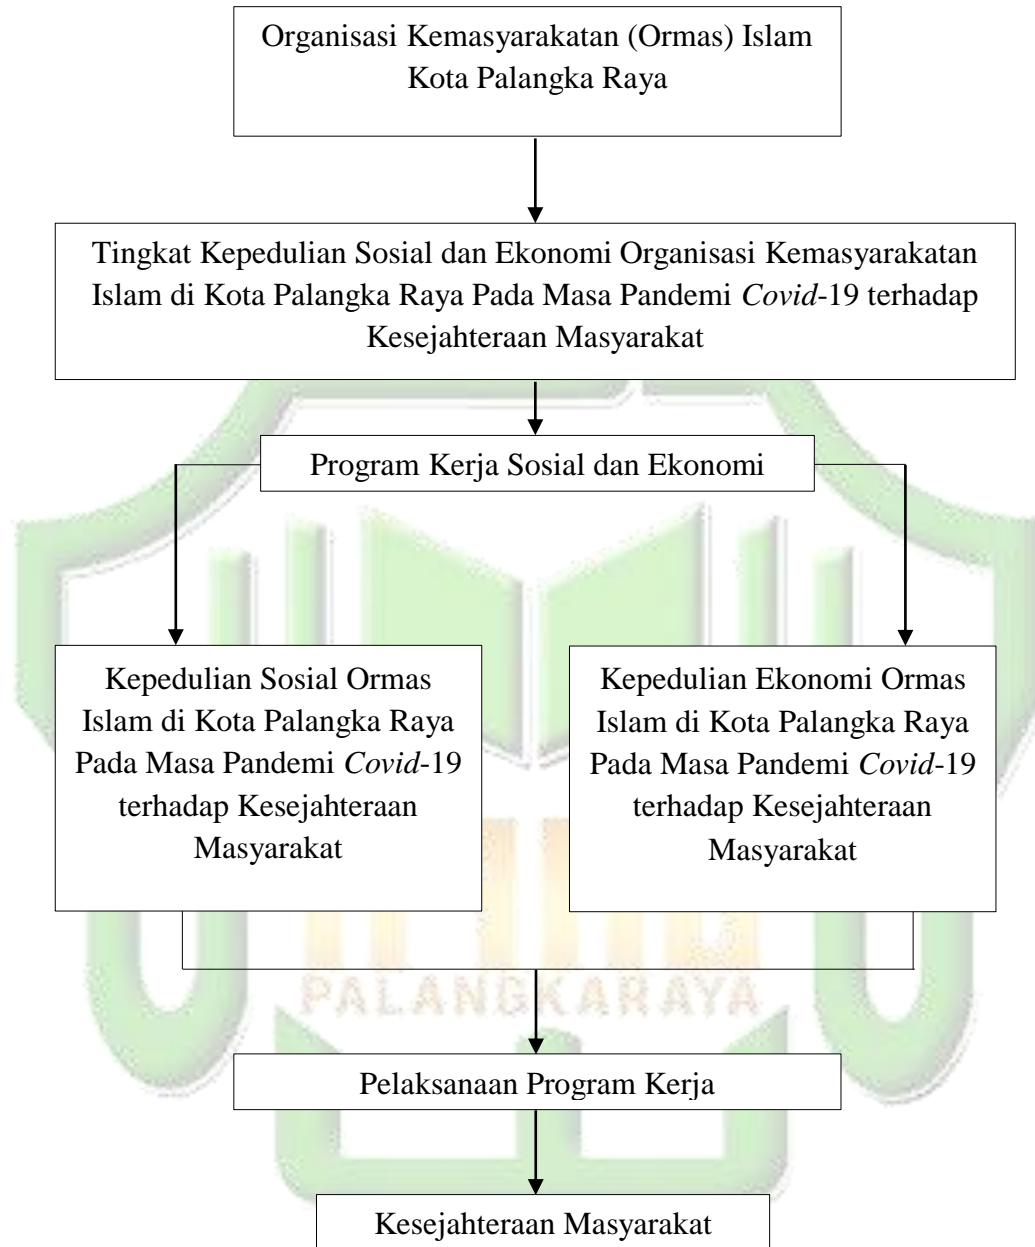 Organisasi Kemasyarakatan (Ormas) Islam
Kota Palangka Raya
Tingkat Kepedulian Sosial dan Ekonomi Organisasi Kemasyarakatan
Islam di Kota Palangka Raya Pada Masa Pandemi Covid-19 terhadap
Kesejahteraan Masyarakat
Program Kerja Sosial dan Ekonomi
Kepedulian Sosial Ormas
Islam di Kota Palangka Raya
Pada Masa Pandemi Covid-19
terhadap Kesejahteraan
Masyarakat
Kepedulian Ekonomi Ormas
Islam di Kota Palangka Raya
Pada Masa Pandemi Covid-19
terhadap Kesejahteraan
Masyarakat
PALANGKARAYA
Pelaksanaan Program Kerja
Kesejahteraan Masyarakat